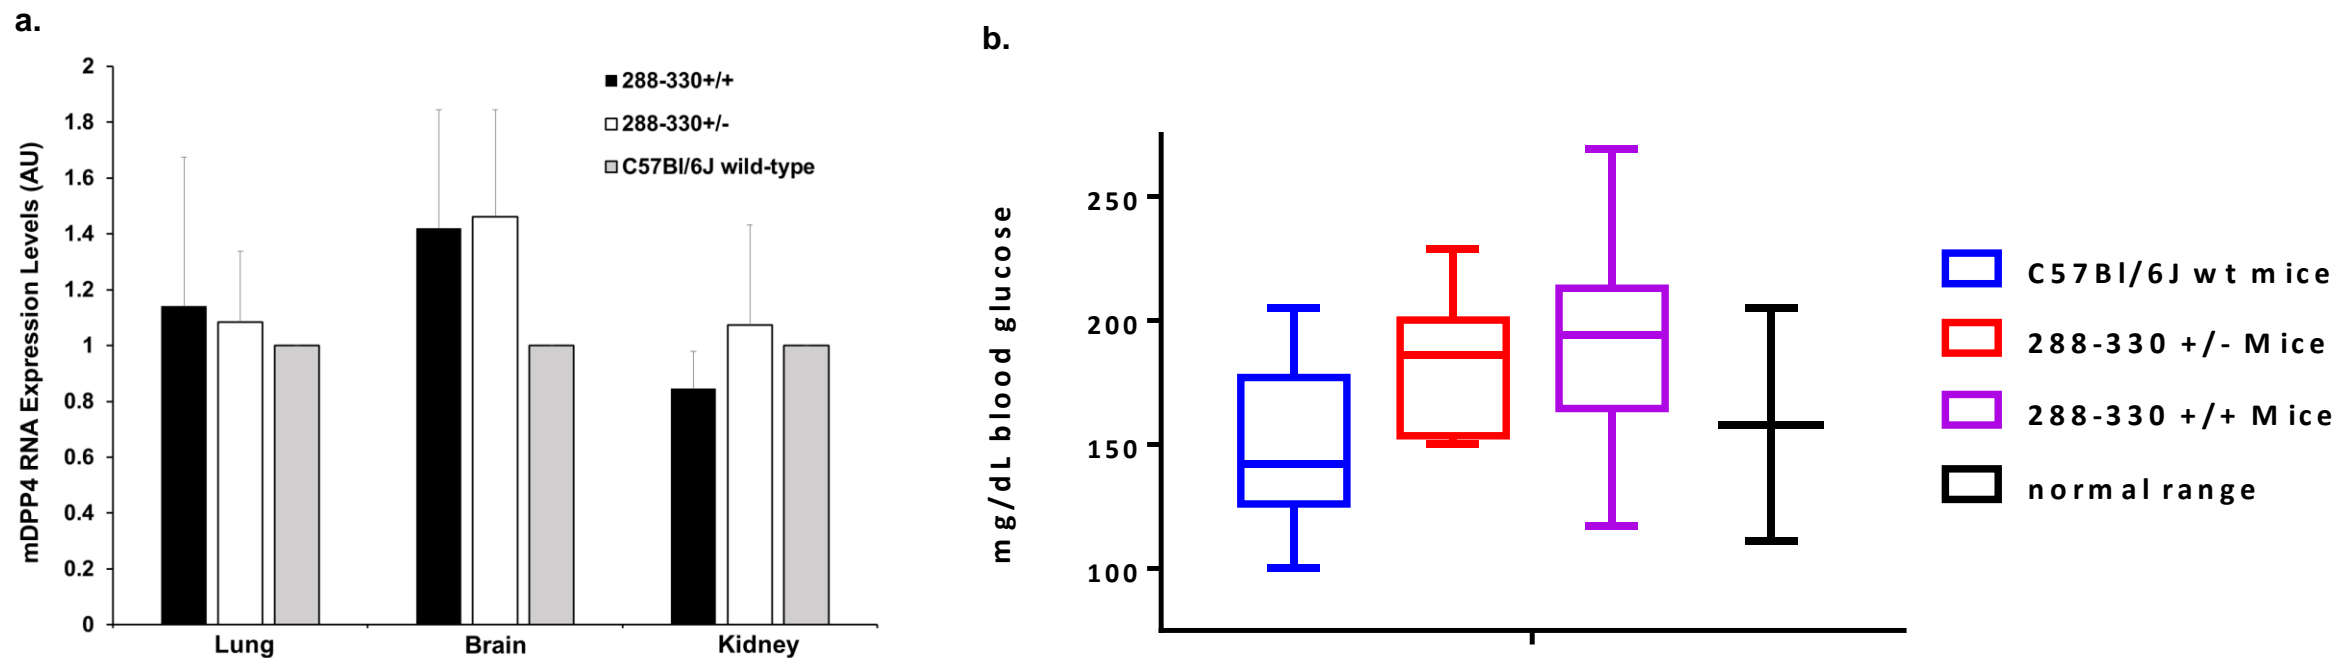 a.
mDPP4 RNA Expression Levels (AU)
2
1.8
1.6
1.4
1.2
1
0.8
0.6
0.4
0.2
0
288-330+/+
288-330+/-
C57Bl/6J wild-type
Lung
Brain
Kidney
b.
mg/dL blood glucose
250
200
150
100
C57Bl/6J wt mice
288-330 +/- Mice
288-330 +/+ Mice
normal range